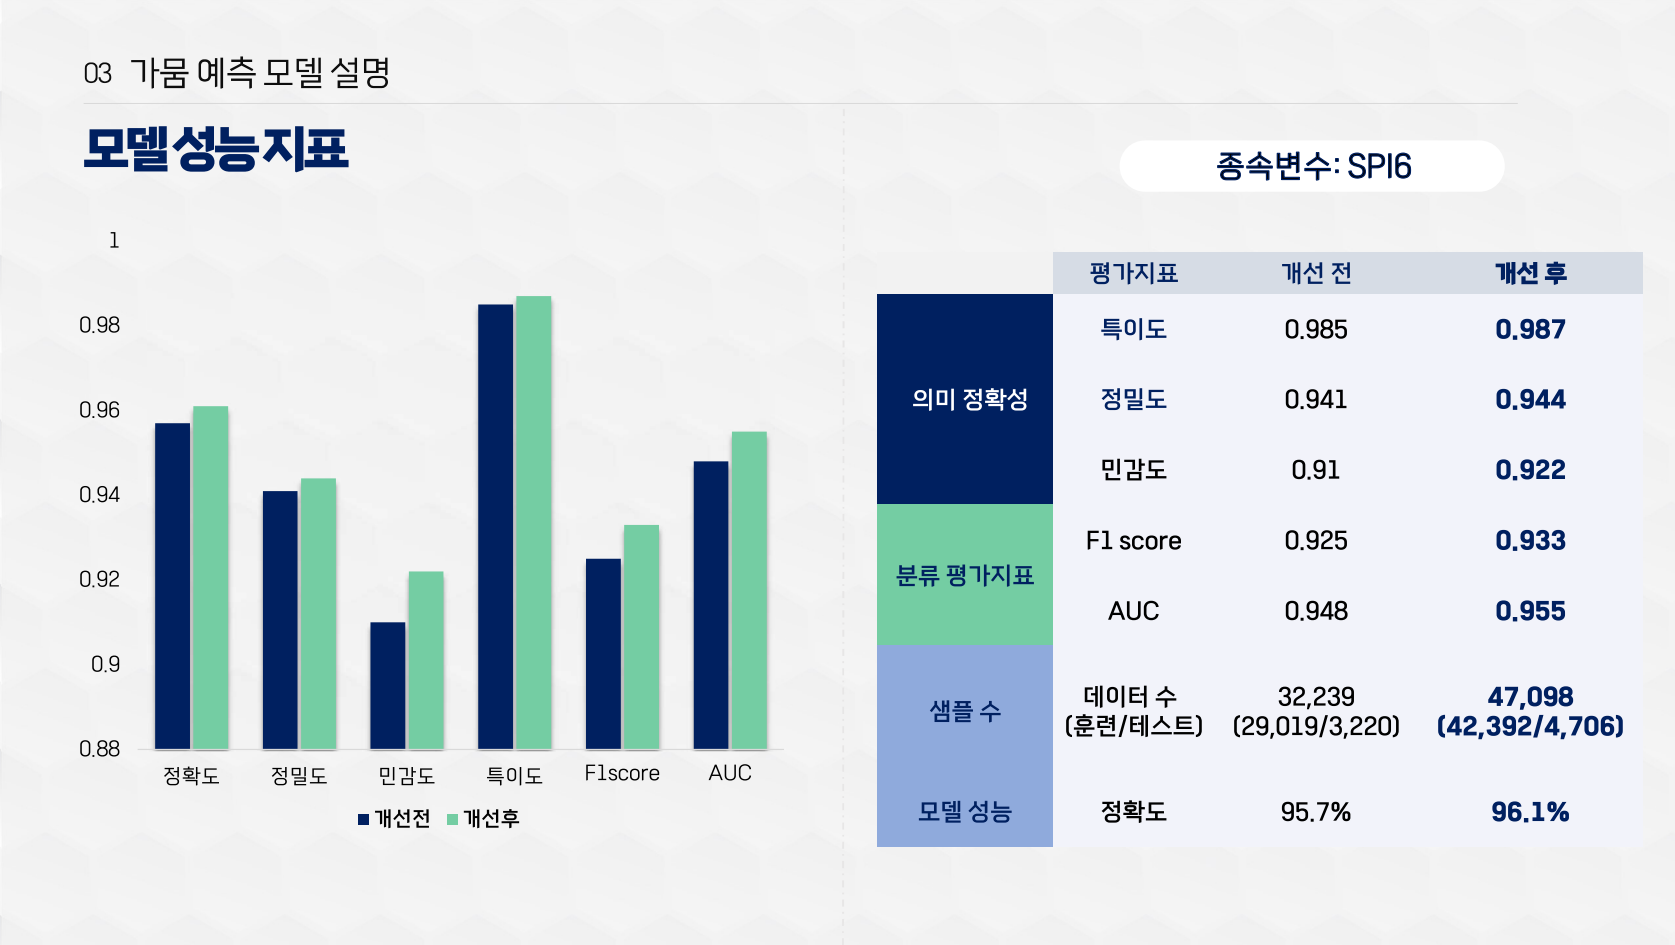 03 가뭄 예측 모델 설명
모델 성능 지표
종속변수: SPI6
1
0.98
0.96
0.94
0.92
0.9
0.88
정확도 정밀도 민감도 특이도 F1score AUC
개선전 개선후
평가지표 개선 전 개선 후
의미 정확성
특이도 0.985 0.987
정밀도 0.941 0.944
민감도 0.91 0.922
분류 평가지표
F1 score 0.925 0.933
AUC 0.948 0.955
샘플 수
데이터 수 32,239 47,098
(훈련/테스트) (29,019/3,220) (42,392/4,706)
모델 성능 정확도 95.7% 96.1%